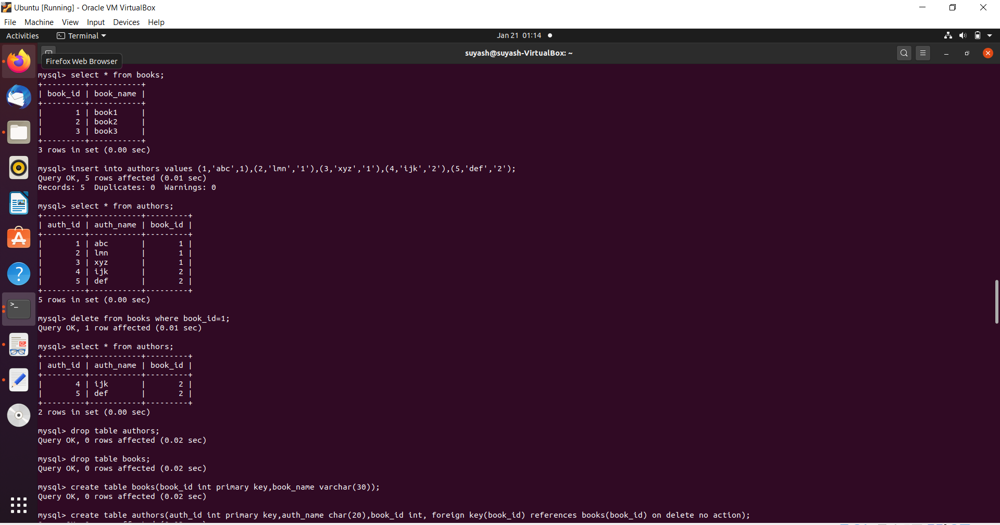 Ubuntu [Running] - Oracle VM VirtualBox
File Machine View Input Devices Help
Activities Terminal Jan 21 01:14
suyash@suyash-VirtualBox: ~
Firefox Web Browser
mysql> select * from books;
+---------+-----------+
| book_id | book_name |
+---------+-----------+
|       1 | book1     |
|       2 | book2     |
|       3 | book3     |
+---------+-----------+
3 rows in set (0.00 sec)
mysql> insert into authors values (1,'abc',1),(2,'lmn','1'),(3,'xyz','1'),(4,'ijk','2'),(5,'def','2');
Query OK, 5 rows affected (0.01 sec)
Records: 5  Duplicates: 0  Warnings: 0
mysql> select * from authors;
+---------+-----------+---------+
| auth_id | auth_name | book_id |
+---------+-----------+---------+
|       1 | abc       |       1 |
|       2 | lmn       |       1 |
|       3 | xyz       |       1 |
|       4 | ijk       |       2 |
|       5 | def       |       2 |
+---------+-----------+---------+
5 rows in set (0.00 sec)
mysql> delete from books where book_id=1;
Query OK, 1 row affected (0.01 sec)
mysql> select * from authors;
+---------+-----------+---------+
| auth_id | auth_name | book_id |
+---------+-----------+---------+
|       4 | ijk       |       2 |
|       5 | def       |       2 |
+---------+-----------+---------+
2 rows in set (0.00 sec)
mysql> drop table authors;
Query OK, 0 rows affected (0.02 sec)
mysql> drop table books;
Query OK, 0 rows affected (0.02 sec)
mysql> create table books(book_id int primary key,book_name varchar(30));
Query OK, 0 rows affected (0.02 sec)
mysql> create table authors(auth_id int primary key,auth_name char(20),book_id int, foreign key(book_id) references books(book_id) on delete no action);